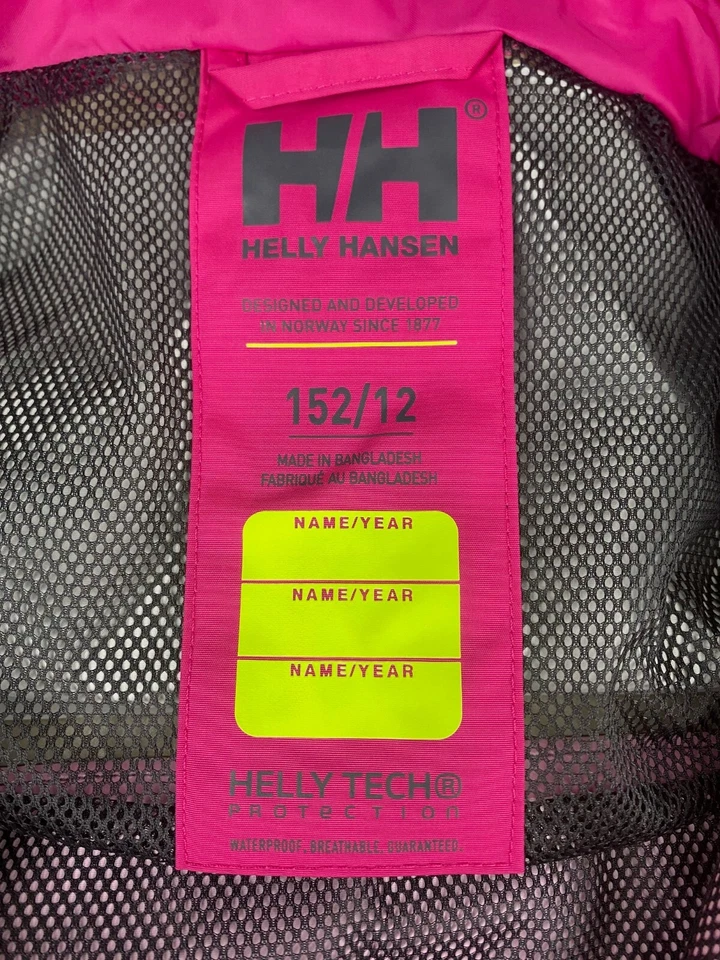 HH®
HELLY HANSEN
DESIGNED AND DEVELOPED
IN NORWAY SINCE 1877
152/12
MADE IN BANGLADESH
FABRIQUÉ AU BANGLADESH
NAME/YEAR
NAME/YEAR
NAME/YEAR
HELLY TECH®
PROTECTION
WATERPROOF. BREATHABLE. GUARANTEED.